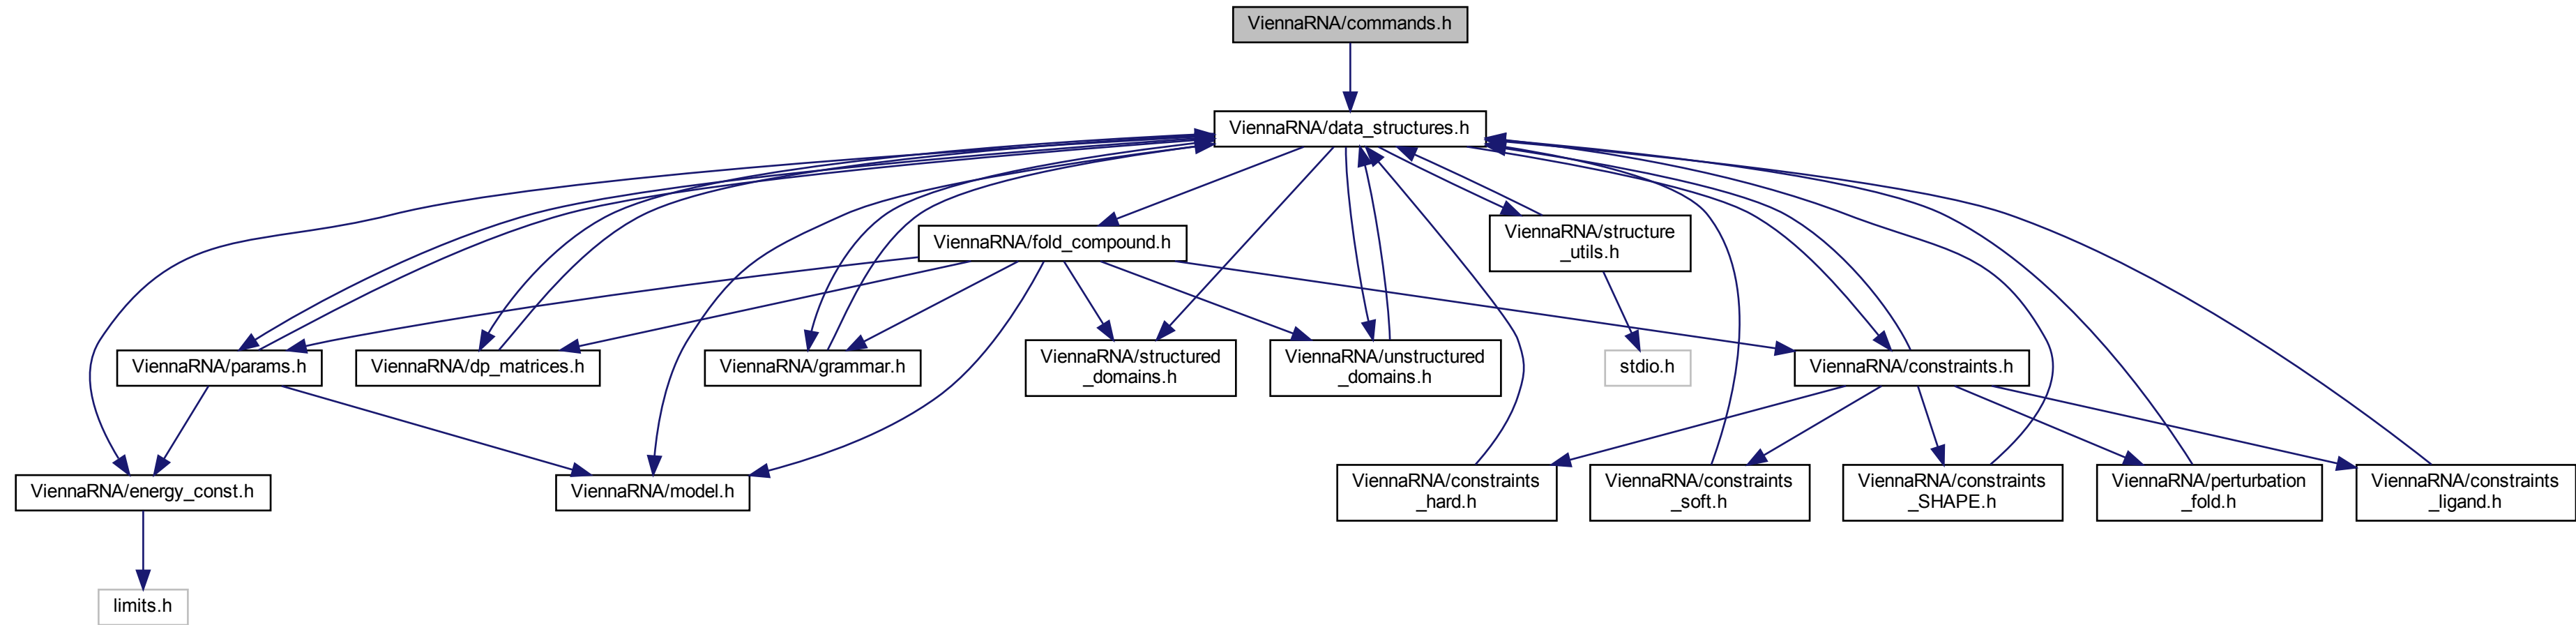 ViennaRNA/commands.h
ViennaRNA/data_structures.h
ViennaRNA/structure
_utils.h
ViennaRNA/fold_compound.h
ViennaRNA/params.h
ViennaRNA/dp_matrices.h
ViennaRNA/grammar.h
ViennaRNA/structured
_domains.h
ViennaRNA/unstructured
_domains.h
stdio.h
ViennaRNA/constraints.h
ViennaRNA/energy_const.h
ViennaRNA/model.h
ViennaRNA/constraints
_hard.h
ViennaRNA/constraints
_soft.h
ViennaRNA/constraints
_SHAPE.h
ViennaRNA/perturbation
_fold.h
ViennaRNA/constraints
_ligand.h
limits.h